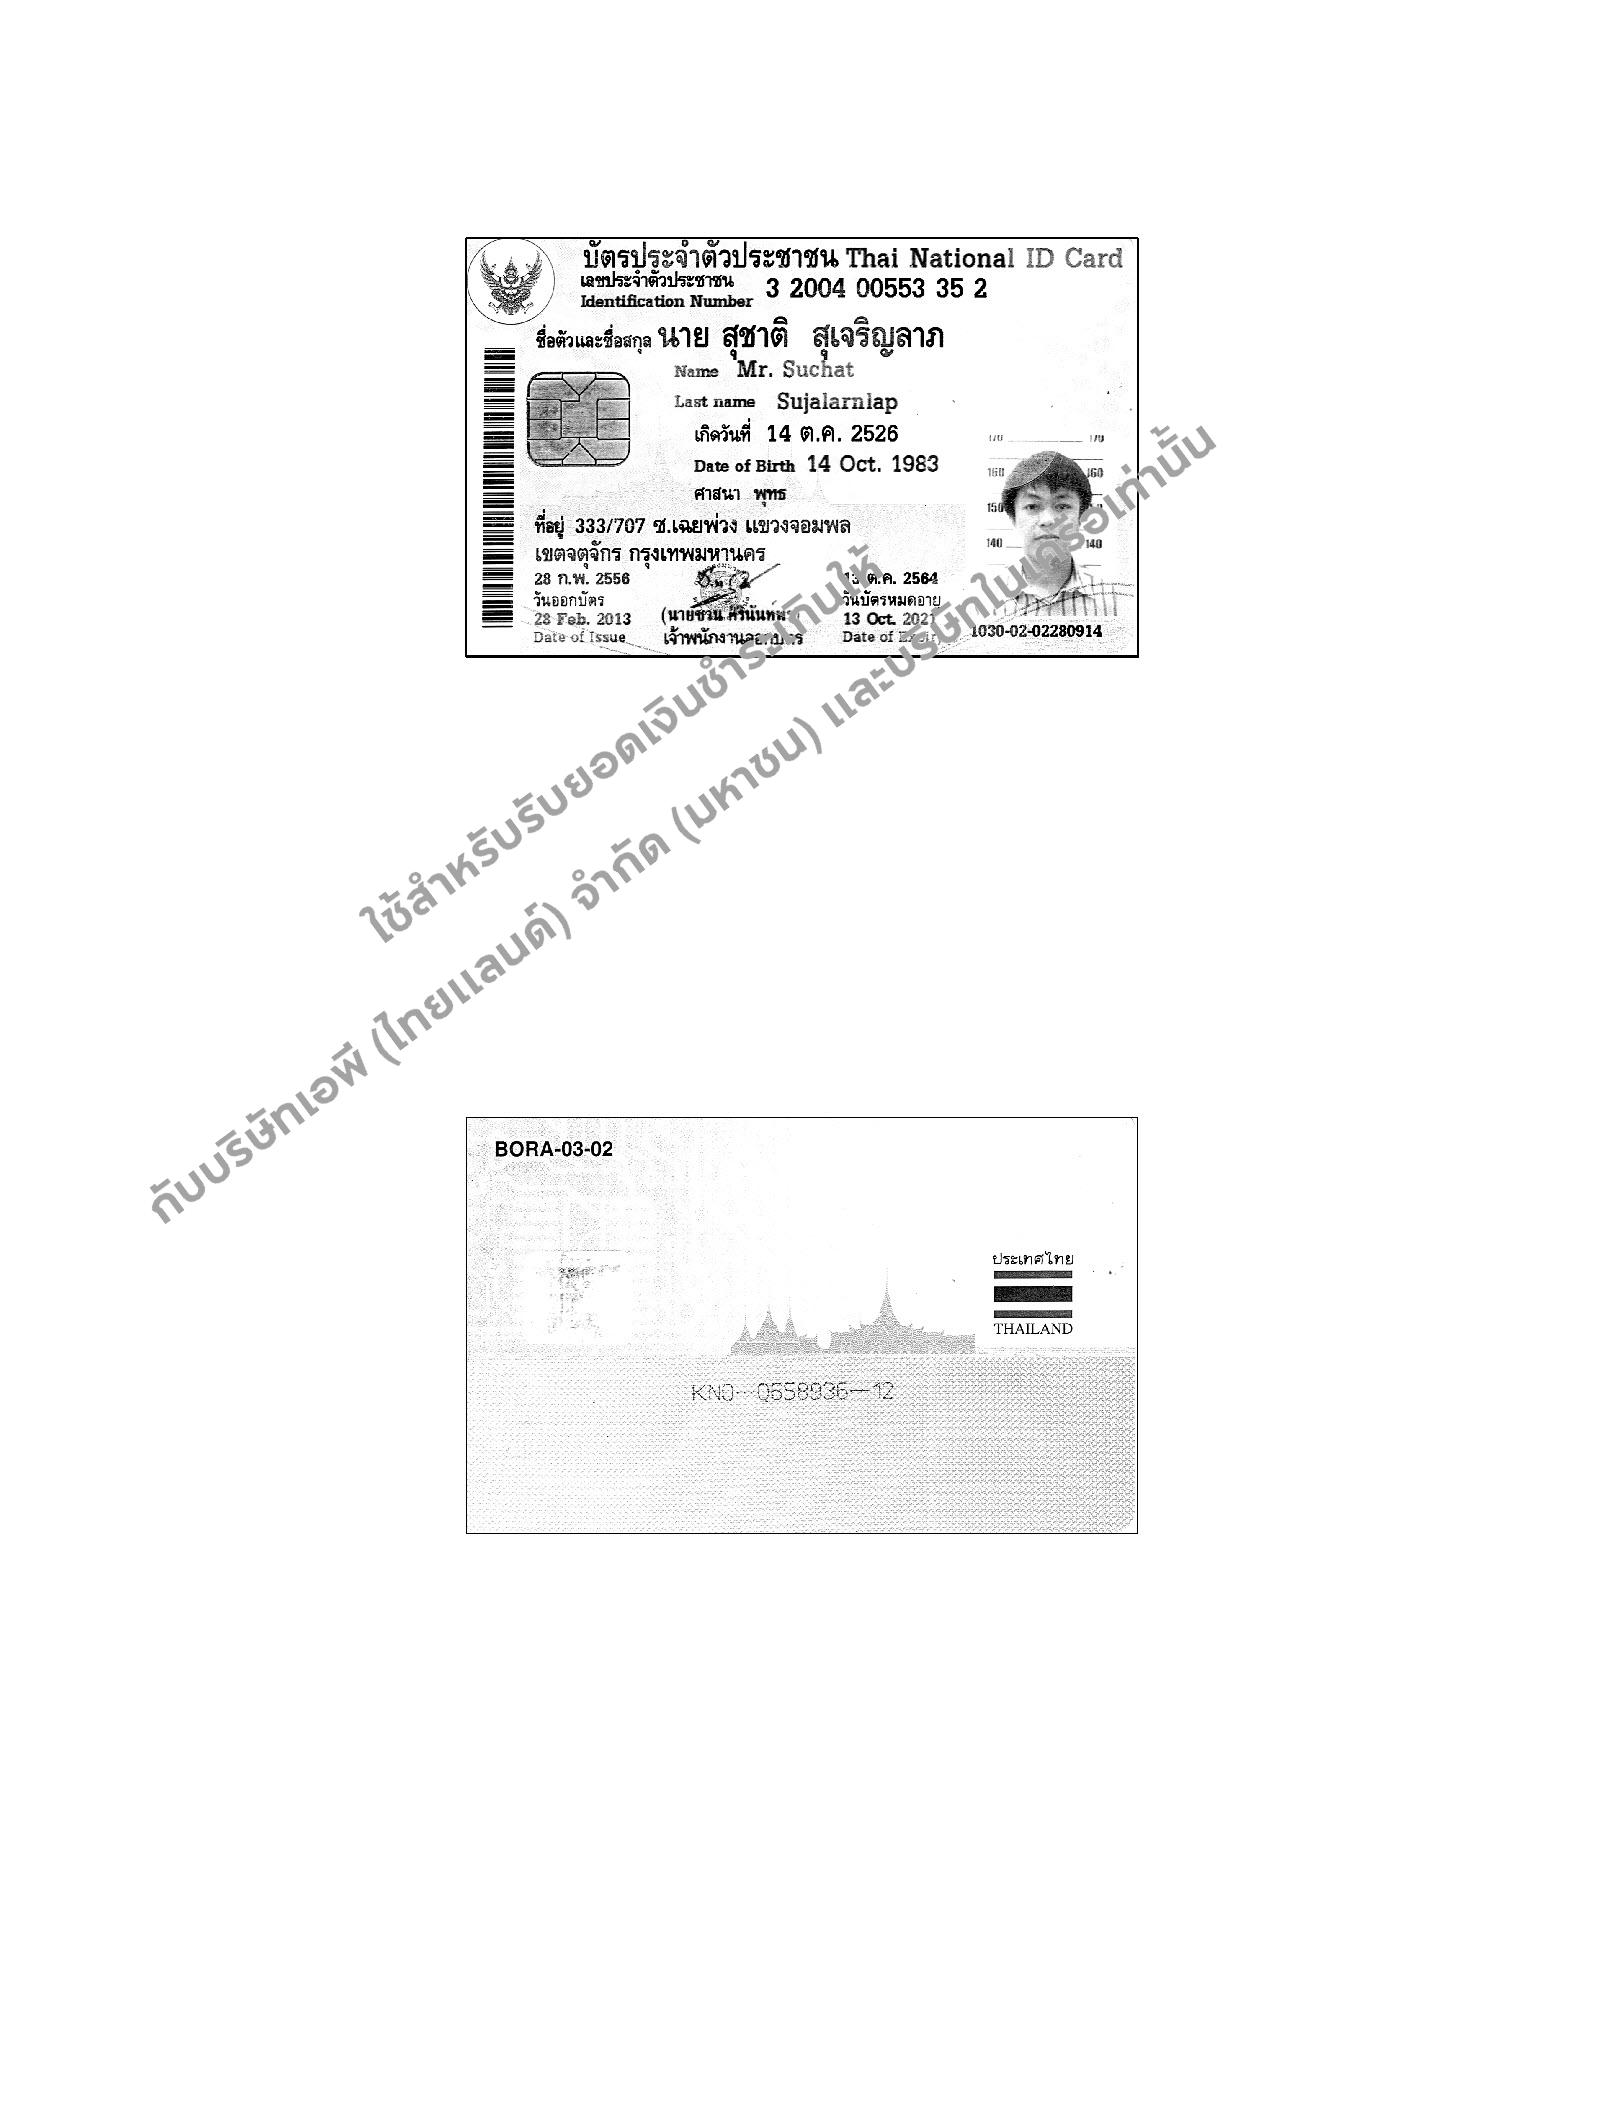 บัตรประจำตัวประชาชน Thai National ID Card
เลขประจำตัวประชาชน
Identification Number 3 2004 00553 35 2
ชื่อตัวและชื่อสกุล นาย สุชาติ สุเจริญลาภ
Name Mr. Suchat
Last name Sujalarnlap
เกิดวันที่ 14 ต.ค. 2526
Date of Birth 14 Oct. 1983
ศาสนา พุทธ
ที่อยู่ 333/707 ซ.เฉยพ่วง แขวงจอมพล
เขตจตุจักร กรุงเทพมหานคร
28 ก.พ. 2556
วันออกบัตร
28 Feb. 2013
Date of Issue
(นายชวน
เจ้าพนักงานออกบัตร
13 ต.ค. 2564
วันบัตรหมดอายุ
13 Oct. 2021
Date of Expiry
170 170
160 160
150
140 140
1030-02-02280914
ใช้สำหรับรับยอดเงินชำระเกินให้
กับบริษัทเอพี (ไทยแลนด์) จำกัด (มหาชน) และบริษัทในเครือเท่านั้น
BORA-03-02
ประเทศไทย
THAILAND
KNO 0658936-12